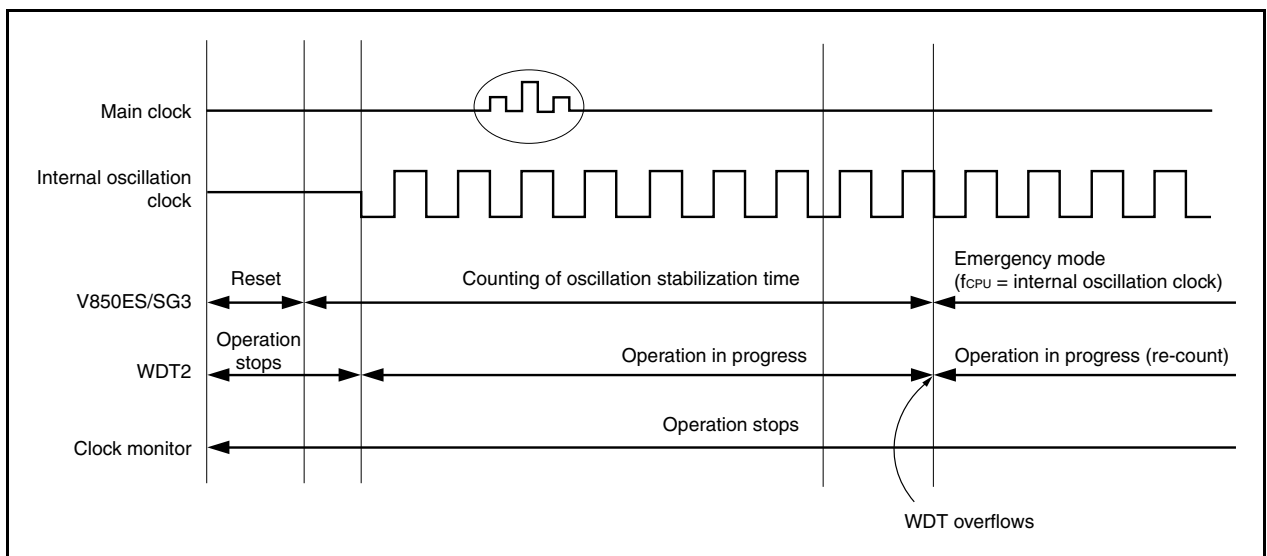 Main clock
Internal oscillation
clock
V850ES/SG3
Reset
Counting of oscillation stabilization time
Emergency mode
(fCPU = internal oscillation clock)
WDT2
Operation
stops
Operation in progress
Operation in progress (re-count)
Clock monitor
Operation stops
WDT overflows